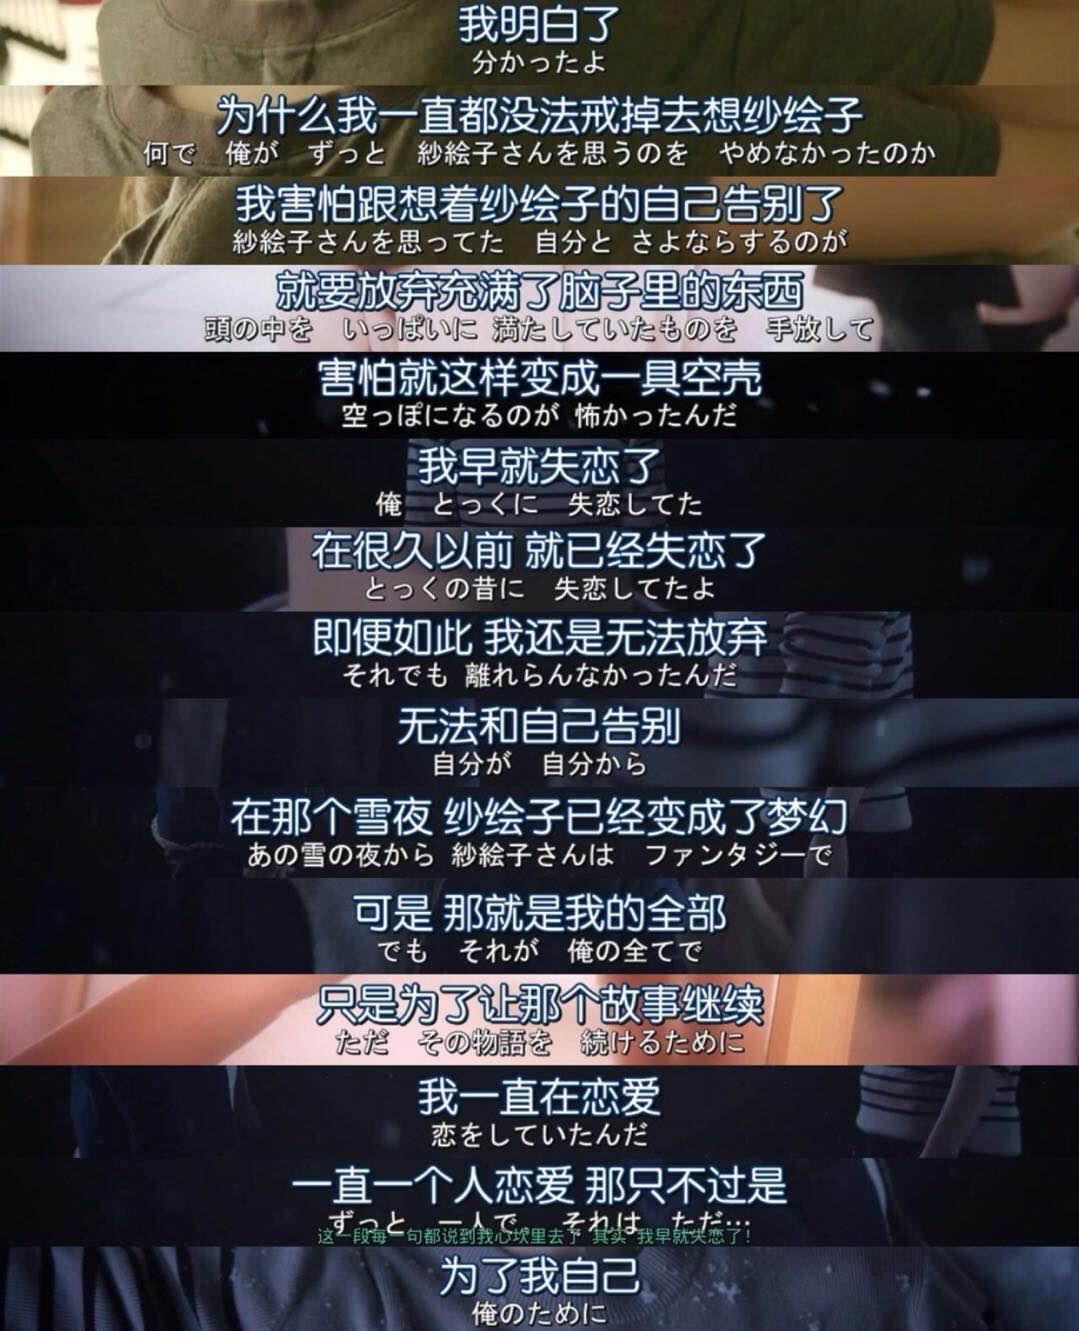 我明白了
分かったよ
为什么我一直都没法戒掉去想纱绘子
何で 俺が ずっと 紗絵子さんを思うのを やめなかったのか
我害怕跟想着纱绘子的自己告别了
紗絵子さんを思ってた 自分と さよならするのが
就要放弃充满了脑子里的东西
頭の中を いっぱいに 満たしていたものを 手放して
害怕就这样变成一具空壳
空っぽになるのが 怖かったんだ
我早就失恋了
俺 とっくに 失恋してた
在很久以前 就已经失恋了
とっくの昔に 失恋してたよ
即便如此 我还是无法放弃
それでも 離れらんなかったんだ
无法和自己告别
自分が 自分から
在那个雪夜 纱绘子已经变成了梦幻
あの雪の夜から 紗絵子さんは ファンタジーで
可是 那就是我的全部
でも それが 俺の全てで
只是为了让那个故事继续
ただ その物語を 続けるために
我一直在恋爱
恋をしていたんだ
一直一个人恋爱 那只不过是
ずっと 一人で。 それは ただ…
这一段每一句都说到我心坎里去了 其实 我早就失恋了！
为了我自己
俺のために